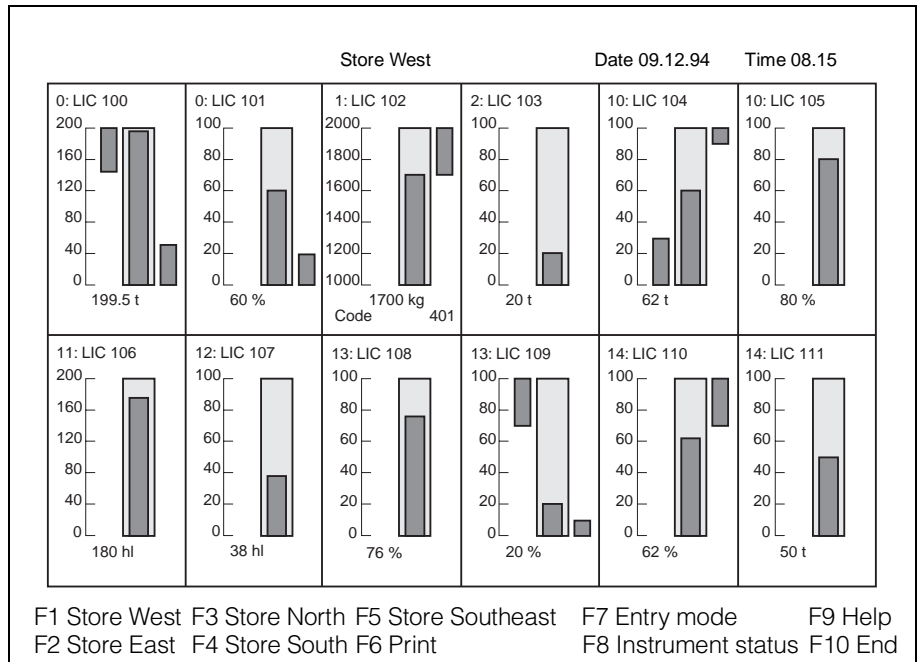 Store West Date 09.12.94 Time 08.15
0: LIC 100 0: LIC 101 1: LIC 102 2: LIC 103 10: LIC 104 10: LIC 105
200 100 2000 100 100 100
160 80 1800 80 80 80
120 60 1600 60 60 60
80 40 1400 40 40 40
40 20 1200 20 20 20
0 0 1000 0 0 0
199.5 t 60 % 1700 kg 20 t 62 t 80 %
Code 401
11: LIC 106 12: LIC 107 13: LIC 108 13: LIC 109 14: LIC 110 14: LIC 111
200 100 100 100 100 100
160 80 80 80 80 80
120 60 60 60 60 60
80 40 40 40 40 40
40 20 20 20 20 20
0 0 0 0 0 0
180 hl 38 hl 76 % 20 % 62 % 50 t
F1 Store West F3 Store North F5 Store Southeast F7 Entry mode F9 Help
F2 Store East F4 Store South F6 Print F8 Instrument status F10 End